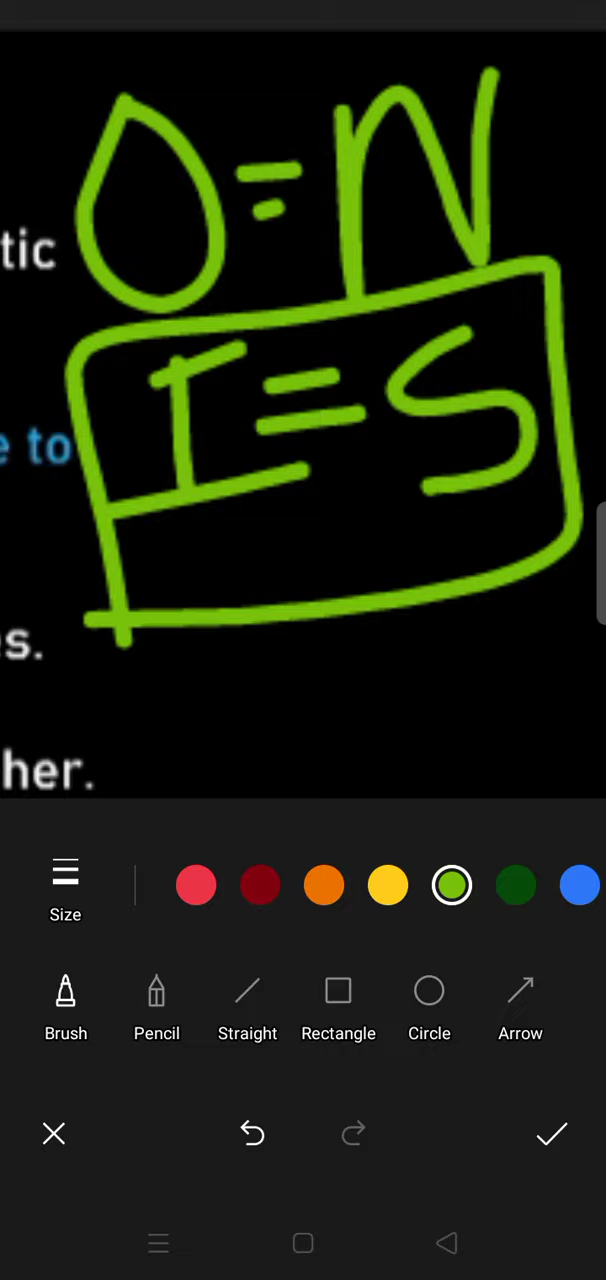 O = N
tic
I = S
e to
s.
her.
Size
Brush Pencil Straight Rectangle Circle Arrow